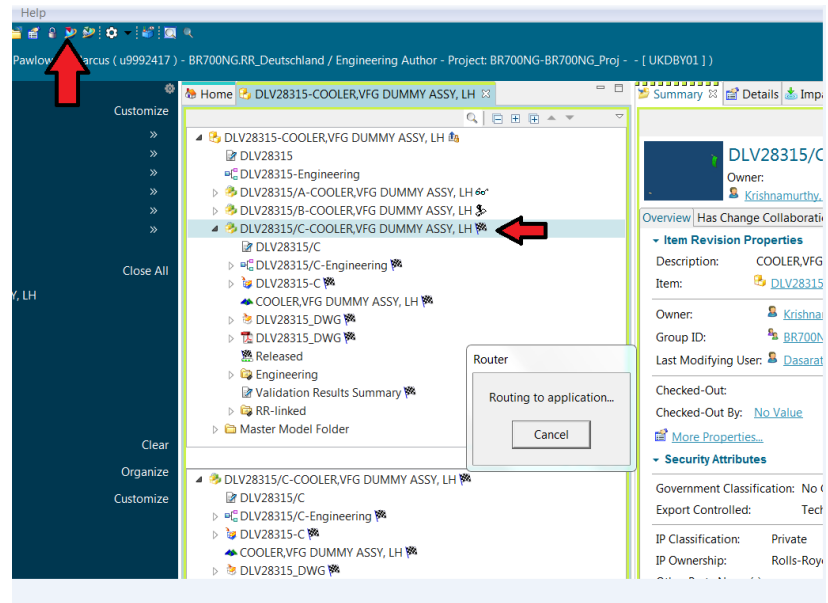 Help
Pawlow arcus ( u9992417 ) - BR700NG.RR_Deutschland / Engineering Author - Project: BR700NG-BR700NG_Proj - - [ UKDBY01 ] )
Customize
Close All
Y, LH
Clear
Organize
Customize
Home DLV28315-COOLER,VFG DUMMY ASSY, LH
DLV28315-COOLER,VFG DUMMY ASSY, LH
DLV28315
DLV28315-Engineering
DLV28315/A-COOLER,VFG DUMMY ASSY, LH
DLV28315/B-COOLER,VFG DUMMY ASSY, LH
DLV28315/C-COOLER,VFG DUMMY ASSY, LH
DLV28315/C
DLV28315/C-Engineering
DLV28315-C
COOLER,VFG DUMMY ASSY, LH
DLV28315_DWG
DLV28315_DWG
Released
Engineering
Validation Results Summary
RR-linked
Master Model Folder
Router
Routing to application...
Cancel
DLV28315/C-COOLER,VFG DUMMY ASSY, LH
DLV28315/C
DLV28315/C-Engineering
DLV28315-C
COOLER,VFG DUMMY ASSY, LH
DLV28315_DWG
Summary Details Impa
DLV28315/C
Owner:
Krishnamurthy,
Overview Has Change Collaborati
Item Revision Properties
Description: COOLER,VFG
Item: DLV28315
Owner: Krishna
Group ID: BR700N
Last Modifying User: Dasarat
Checked-Out:
Checked-Out By: No Value
More Properties...
Security Attributes
Government Classification: No
Export Controlled: Tech
IP Classification: Private
IP Ownership: Rolls-Roy